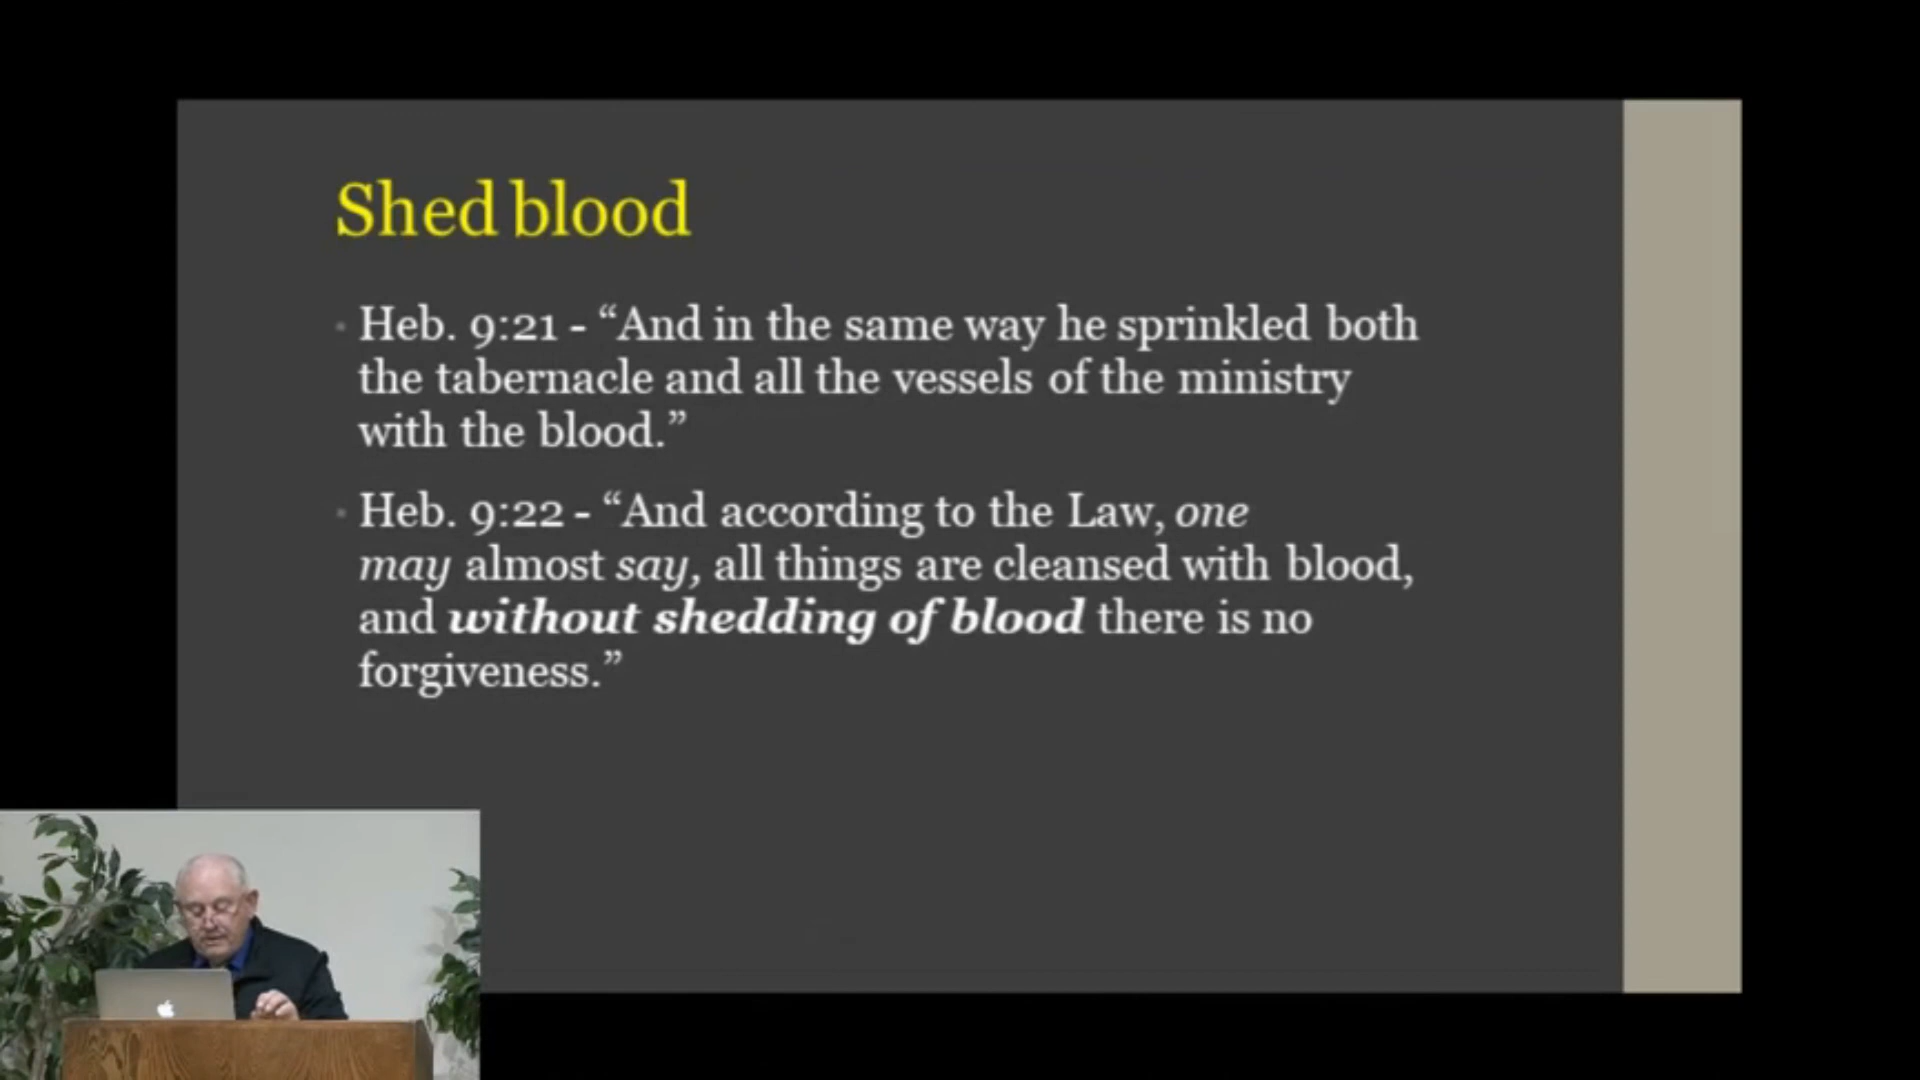 Shed blood
Heb. 9:21 - “And in the same way he sprinkled both
the tabernacle and all the vessels of the ministry
with the blood.”
Heb. 9:22 - “And according to the Law, one
may almost say, all things are cleansed with blood,
and without shedding of blood there is no
forgiveness.”